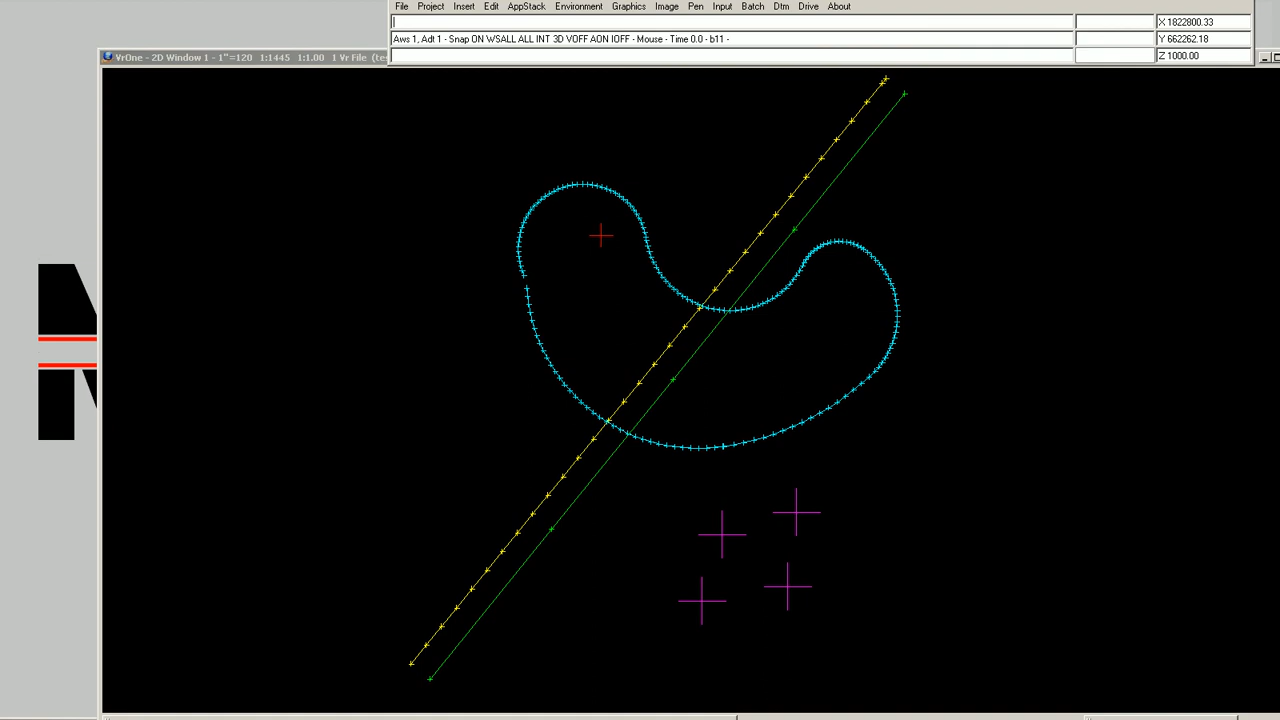 File Project Insert Edit AppStack Environment Graphics Image Pen Input Batch Dtm Drive About
X 1822800.33
Aws 1, Adt 1 - Snap ON WSALL ALL INT 3D VOFF AON IOFF - Mouse - Time 0.0 - b11 -
Y 662262.18
Z 1000.00
VrOne - 2D Window 1 - 1"=120 1:1445 1:1.00 1 Vr File (te